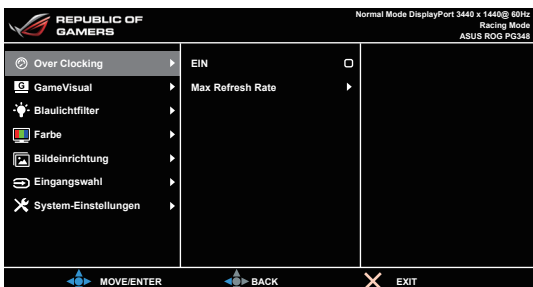 REPUBLIC OF
GAMERS
Normal Mode DisplayPort 3440 x 1440@ 60Hz
Racing Mode
ASUS ROG PG348
Over Clocking
EIN
G GameVisual
Max Refresh Rate
Blaulichtfilter
Farbe
Bildeinrichtung
Eingangswahl
System-Einstellungen
MOVE/ENTER
BACK
EXIT